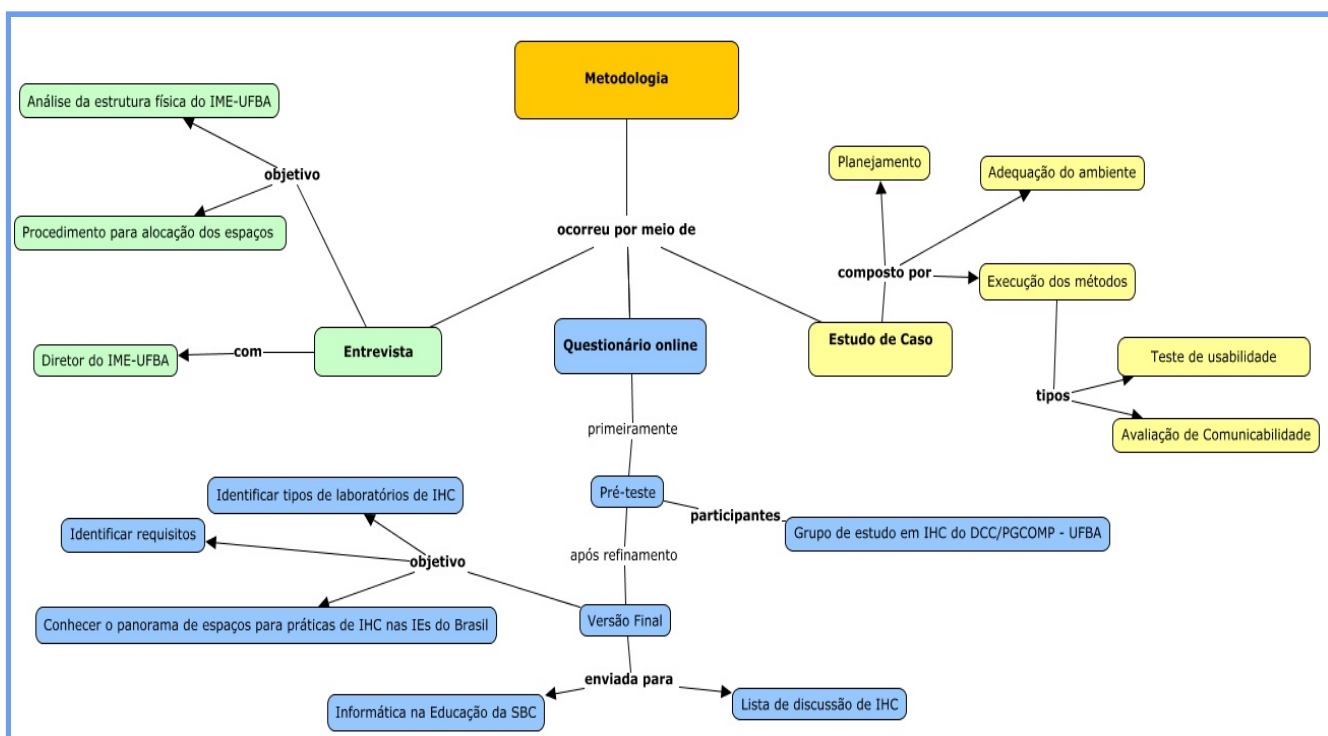 Metodologia
Análise da estrutura física do IME-UFBA
Planejamento
Adequação do ambiente
objetivo
Procedimento para alocação dos espaços
ocorreu por meio de
composto por
Execução dos métodos
Entrevista
Questionário online
Estudo de Caso
com
Diretor do IME-UFBA
Teste de usabilidade
tipos
Avaliação de Comunicabilidade
primeiramente
Pré-teste
Identificar tipos de laboratórios de IHC
participantes
Identificar requisitos
Grupo de estudo em IHC do DCC/PGCOMP - UFBA
após refinamento
objetivo
Conhecer o panorama de espaços para práticas de IHC nas IEs do Brasil
Versão Final
enviada para
Informática na Educação da SBC
Lista de discussão de IHC